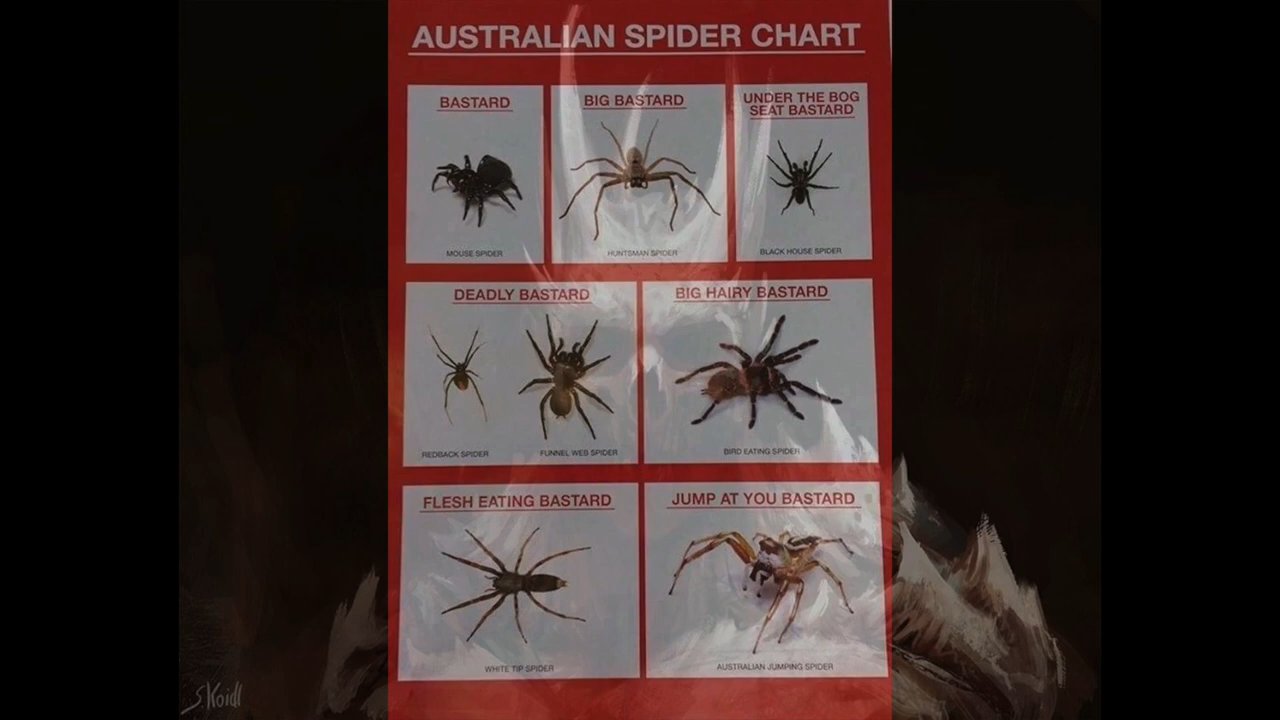 AUSTRALIAN SPIDER CHART
BASTARD
MOUSE SPIDER
BIG BASTARD
HUNTSMAN SPIDER
UNDER THE BOG
SEAT BASTARD
BLACK HOUSE SPIDER
DEADLY BASTARD
REDBACK SPIDER
FUNNEL WEB SPIDER
BIG HAIRY BASTARD
BIRD EATING SPIDER
FLESH EATING BASTARD
WHITE TIP SPIDER
JUMP AT YOU BASTARD
AUSTRALIAN JUMPING SPIDER
S.Koidl